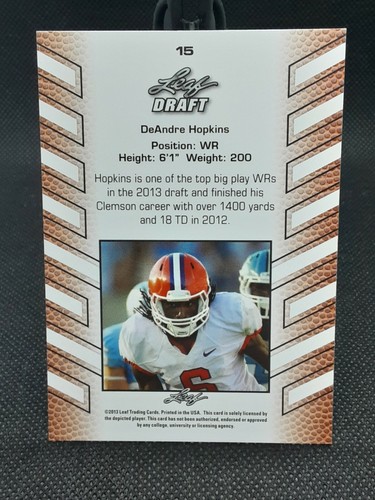 15
Leaf
DRAFT
DeAndre Hopkins
Position: WR
Height: 6'1" Weight: 200
Hopkins is one of the top big play WRs
in the 2013 draft and finished his
Clemson career with over 1400 yards
and 18 TD in 2012.
6
Leaf
©2013 Leaf Trading Cards. Printed in the USA. This card is solely licensed by
the depicted player. This card has not been authorized, endorsed or approved
by any college, university or licensing agency.